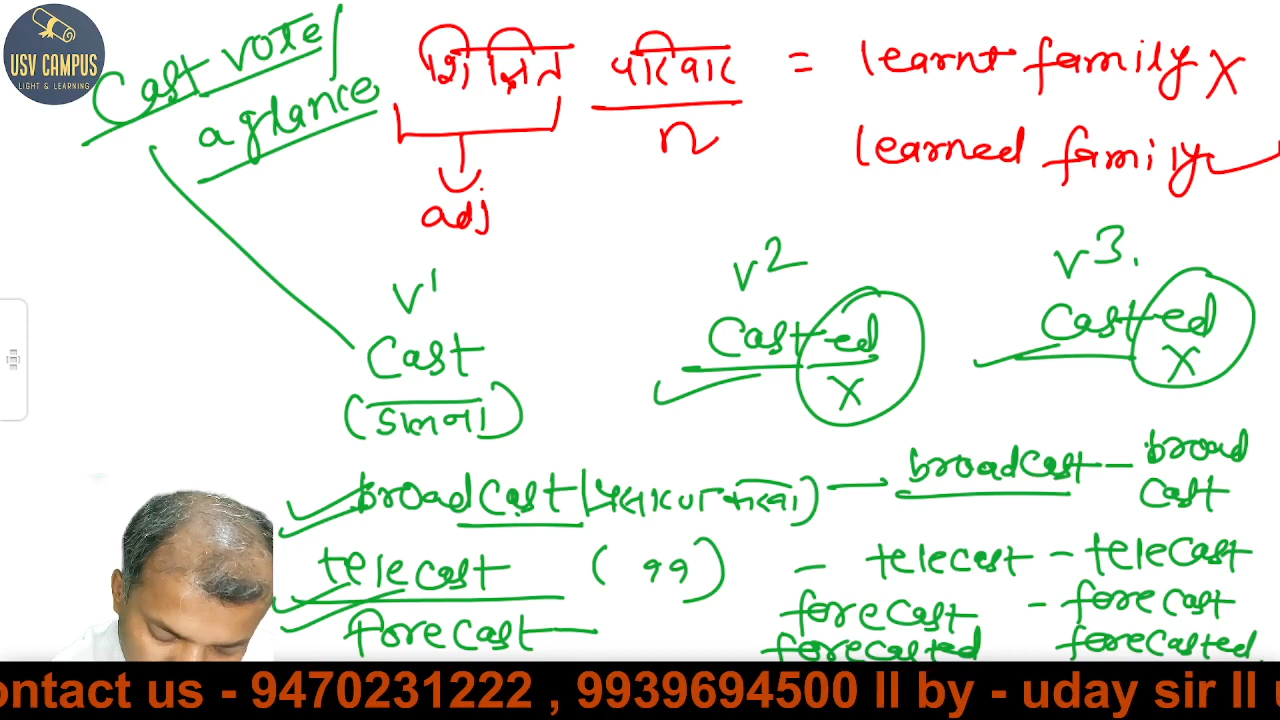 USV CAMPUS
LIGHT & LEARNING
Cast vote/
a glance
शिक्षित परिवार = learnt family X
n
learned family
adj
v1 v2 v3.
Cast Casted Casted
X X
(डालना)
broadcast (प्रसारण करना) — broadcast — broad
cast
telecast ( ,, ) — telecast — telecast
forecast — forecast — forecast
forecasted forecasted
ontact us - 9470231222 , 9939694500 ll by - uday sir ll